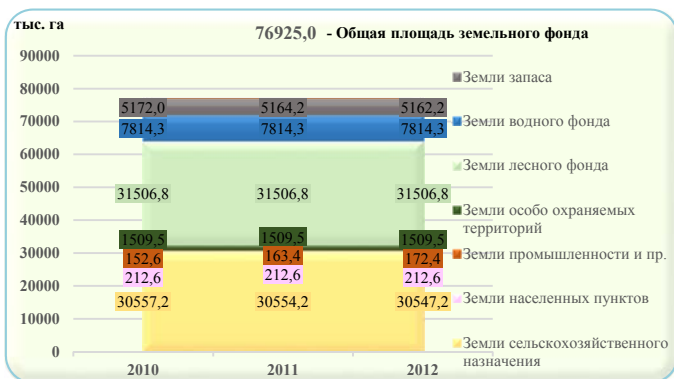 тыс. га
76925,0 - Общая площадь земельного фонда
90000
80000
70000
60000
50000
40000
30000
20000
10000
0
5172,0 5164,2 5162,2
7814,3 7814,3 7814,3
31506,8 31506,8 31506,8
1509,5 1509,5 1509,5
152,6 163,4 172,4
212,6 212,6 212,6
30557,2 30554,2 30547,2
2010 2011 2012
Земли запаса
Земли водного фонда
Земли лесного фонда
Земли особо охраняемых
территорий
Земли промышленности и пр.
Земли населенных пунктов
Земли сельскохозяйственного
назначения